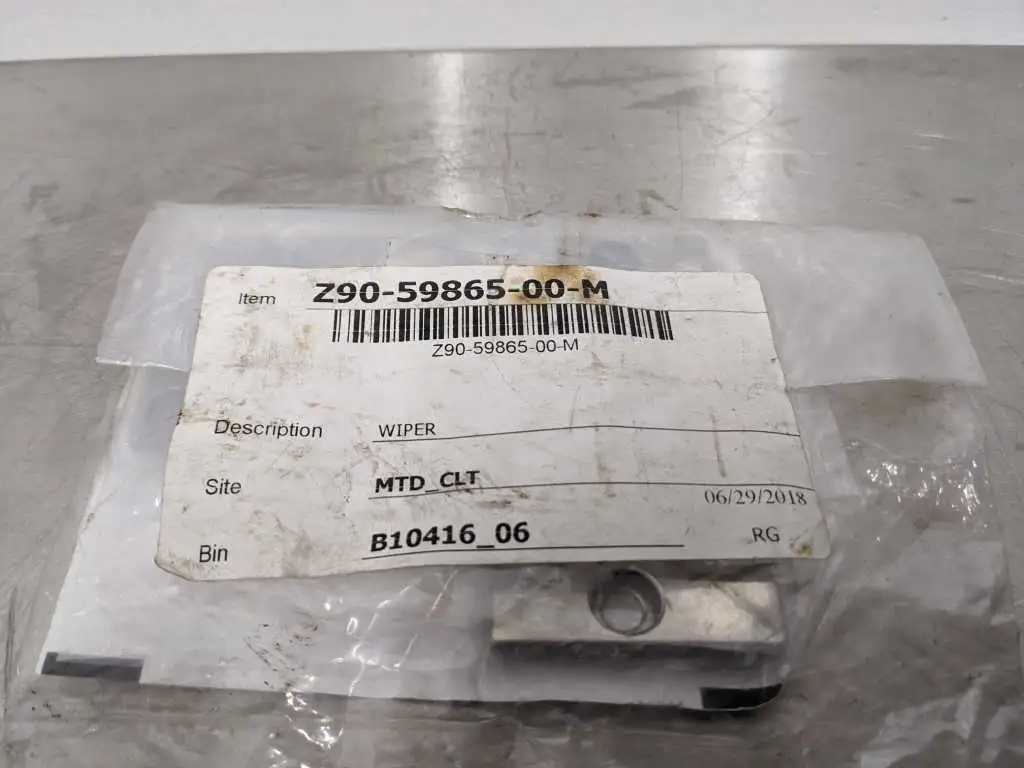 Item Z90-59865-00-M
Z90-59865-00-M
Description WIPER
Site MTD_CLT
06/29/2018
Bin B10416_06
RG